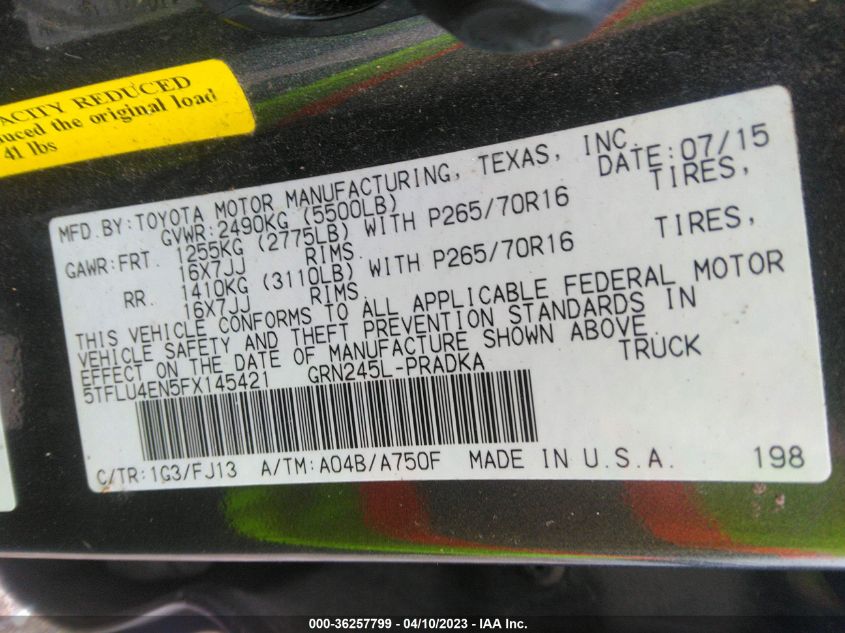 ACITY REDUCED
uced the original load
41 lbs
MFD.BY:TOYOTA MOTOR MANUFACTURING, TEXAS, INC. DATE:07/15
GVWR:2490KG (5500LB)
GAWR:FRT. 1255KG (2775LB) WITH P265/70R16 TIRES,
16X7JJ RIMS
RR. 1410KG (3110LB) WITH P265/70R16 TIRES,
16X7JJ RIMS
THIS VEHICLE CONFORMS TO ALL APPLICABLE FEDERAL MOTOR
VEHICLE SAFETY AND THEFT PREVENTION STANDARDS IN
EFFECT ON THE DATE OF MANUFACTURE SHOWN ABOVE.
5TFLU4EN5FX145421 GRN245L-PRADKA TRUCK
C/TR:1G3/FJ13 A/TM:A04B/A750F MADE IN U.S.A. 198
000-36257799 - 04/10/2023 - IAA Inc.